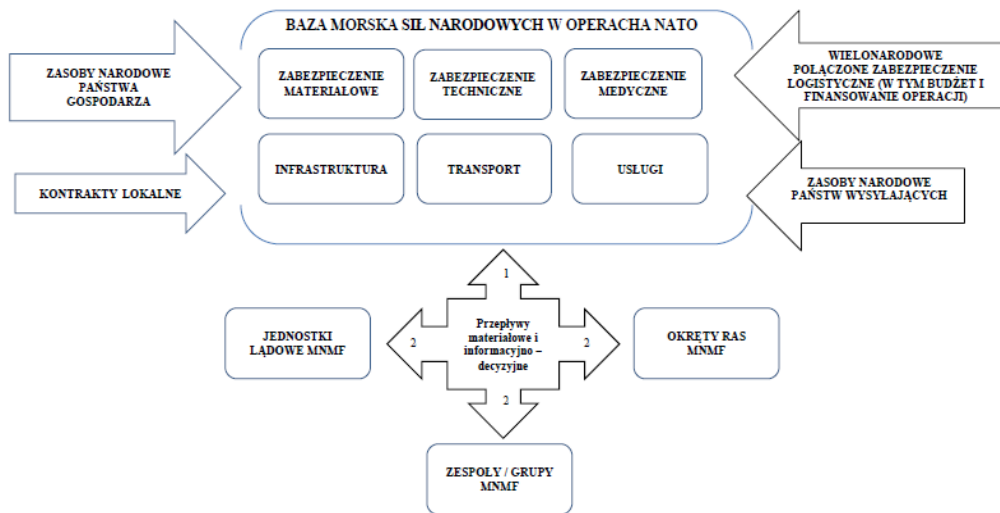 BAZA MORSKA SIŁ NARODOWYCH W OPERACHA NATO
ZASOBY NARODOWE
PAŃSTWA
GOSPODARZA
ZABEZPIECZENIE
MATERIAŁOWE
ZABEZPIECZENIE
TECHNICZNE
ZABEZPIECZENIE
MEDYCZNE
WIELONARODOWE
POŁĄCZONE ZABEZPIECZENIE
LOGISTYCZNE (W TYM BUDŻET I
FINANSOWANIE OPERACJI)
KONTRAKTY LOKALNE
INFRASTRUKTURA
TRANSPORT
USŁUGI
ZASOBY NARODOWE
PAŃSTW WYSYŁAJĄCYCH
1
JEDNOSTKI
LĄDOWE MNMF
2
Przepływy
materiałowe i
informacyjno –
decyzyjne
2
OKRĘTY RAS
MNMF
2
ZESPOŁY / GRUPY
MNMF